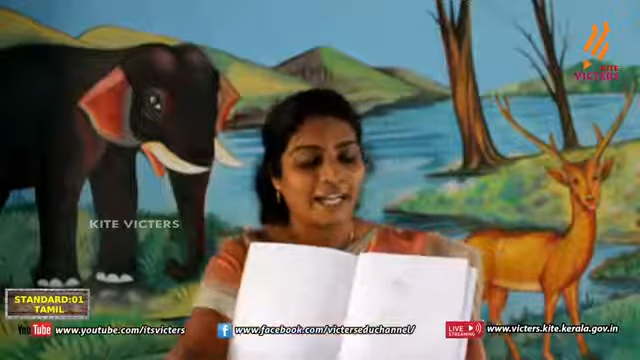 KITE
VICTERS
KITE VICTERS
STANDARD:01
TAMIL
YouTube www.youtube.com/itsvicters
f www.facebook.com/victerseduchannel/
LIVE
STREAMING
www.victers.kite.kerala.gov.in